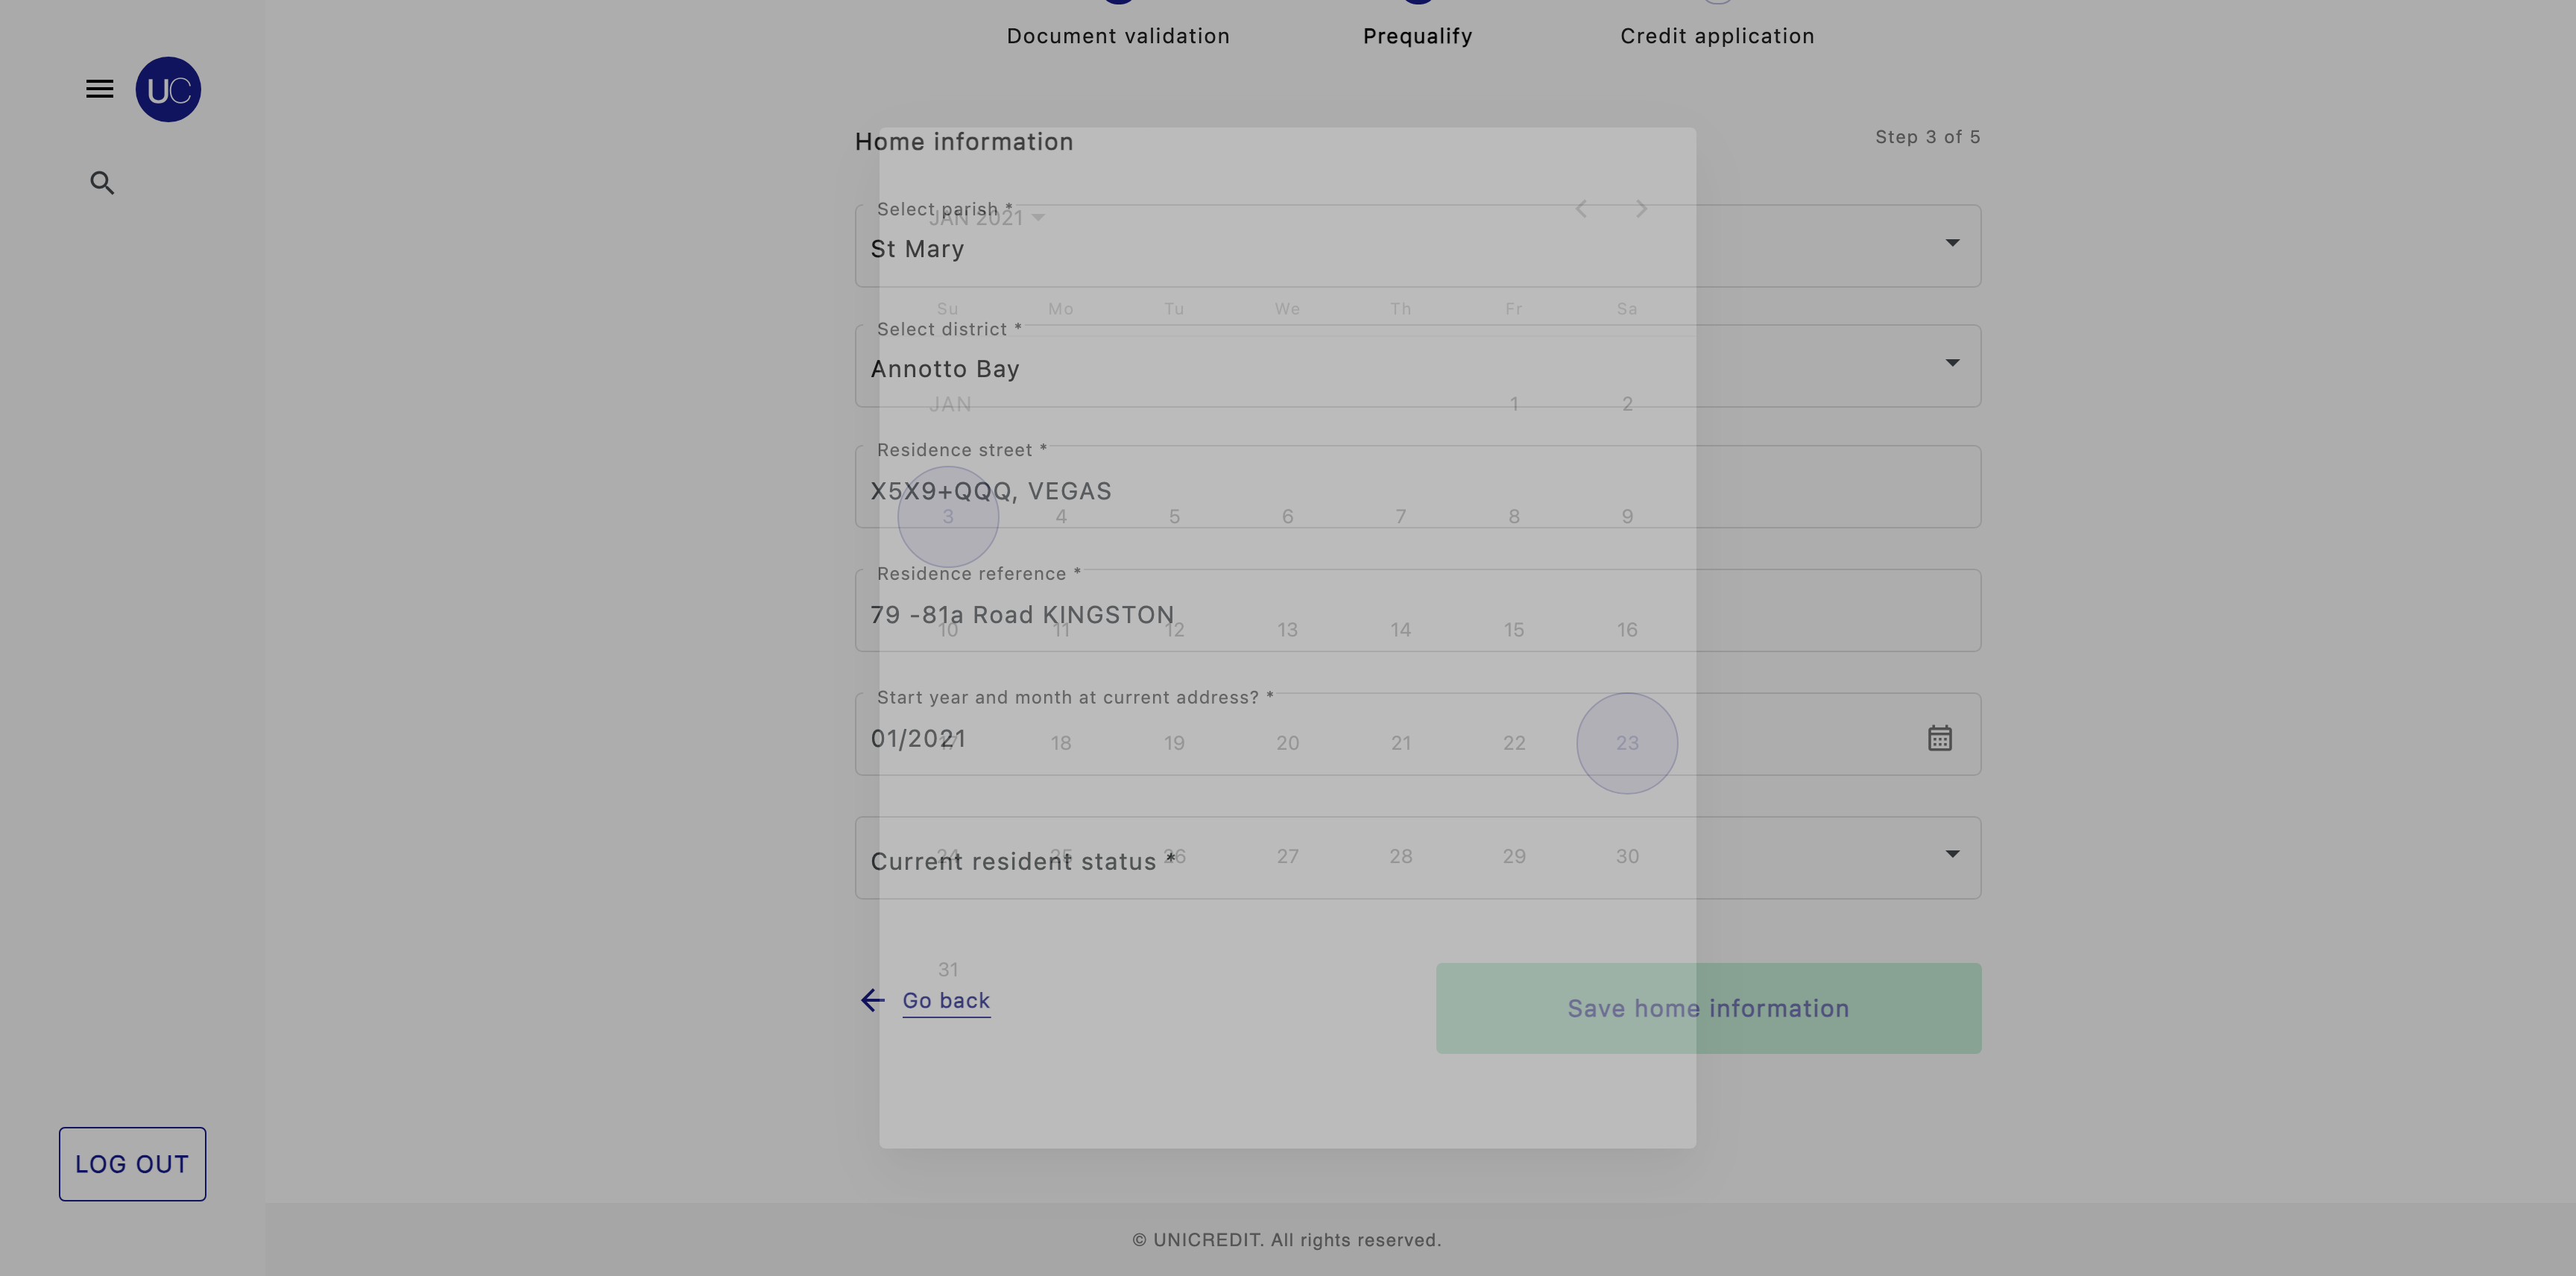 Document validation
Prequalify
Credit application
UC
Home information
Step 3 of 5
Select parish *
JAN 2021
St Mary
Su Mo Tu We Th Fr Sa
Select district *
Annotto Bay
JAN 1 2
Residence street *
X5X9+QQQ, VEGAS
3 4 5 6 7 8 9
Residence reference *
79 -81a Road KINGSTON
10 11 12 13 14 15 16
Start year and month at current address? *
01/2021
17 18 19 20 21 22 23
Current resident status *
24 25 26 27 28 29 30
31
Go back
Save home information
LOG OUT
© UNICREDIT. All rights reserved.